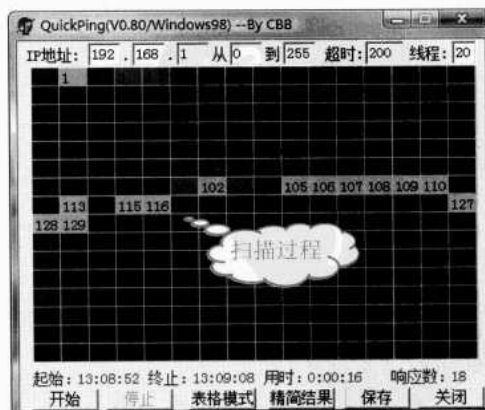 QuickPing(V0.80/Windows98) --By CBB
IP地址: 192 . 168 . 1 从 0 到 255 超时: 200 线程: 20
1
102 105 106 107 108 109 110
113 115 116 127
128 129
扫描过程
起始: 13:08:52 终止: 13:09:08 用时: 0:00:16 响应数: 18
开始 停止 表格模式 精简结果 保存 关闭